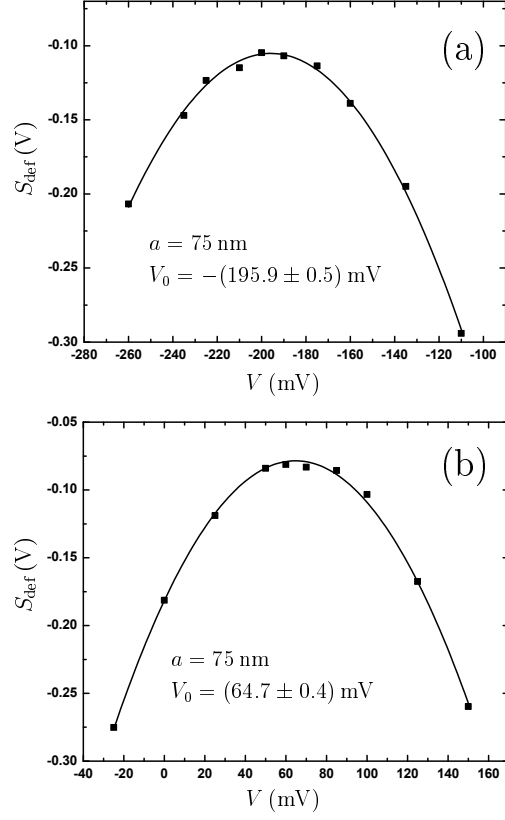 (a)
-0.10
-0.15
-0.20
-0.25
-0.30
S_def (V)
a = 75 nm
V_0 = −(195.9 ± 0.5) mV
-280 -260 -240 -220 -200 -180 -160 -140 -120 -100
V (mV)
(b)
-0.05
-0.10
-0.15
-0.20
-0.25
-0.30
S_def (V)
a = 75 nm
V_0 = (64.7 ± 0.4) mV
-40 -20 0 20 40 60 80 100 120 140 160
V (mV)